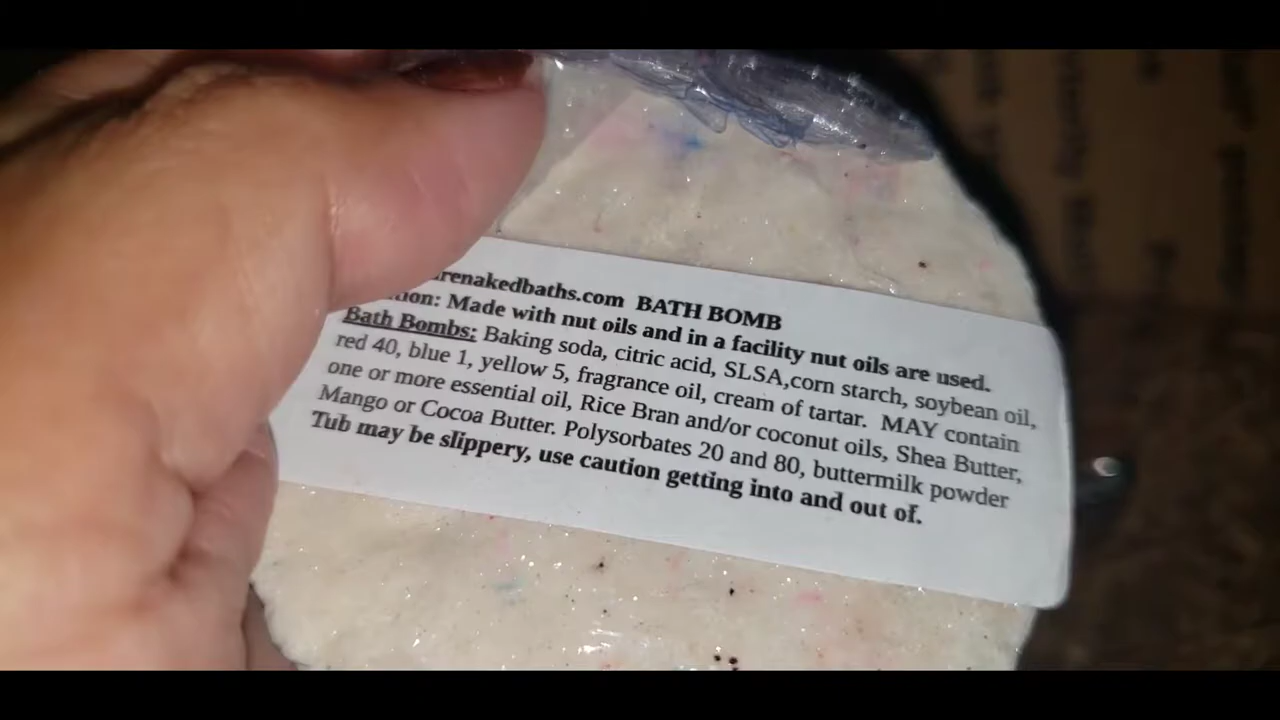 BATH BOMB
Made with nut oils and in a facility nut oils are used.
Bath Bombs: Baking soda, citric acid, SLSA,corn starch, soybean oil,
red 40, blue 1, yellow 5, fragrance oil, cream of tartar. MAY contain
one or more essential oil, Rice Bran and/or coconut oils, Shea Butter,
Mango or Cocoa Butter. Polysorbates 20 and 80, buttermilk powder
Tub may be slippery, use caution getting into and out of.